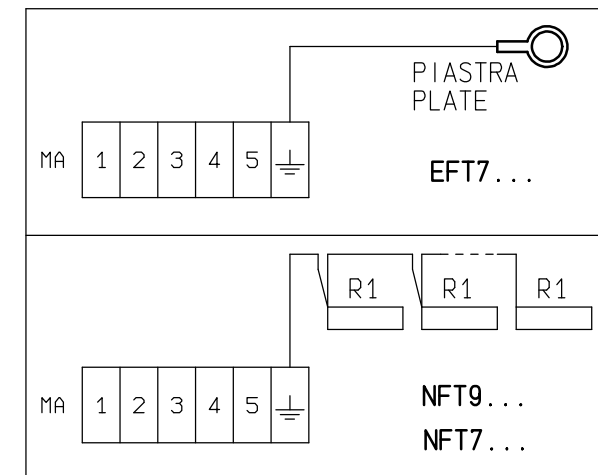 PIASTRA
PLATE
MA 1 2 3 4 5
EFT7...
R1 R1 R1
MA 1 2 3 4 5
NFT9...
NFT7...